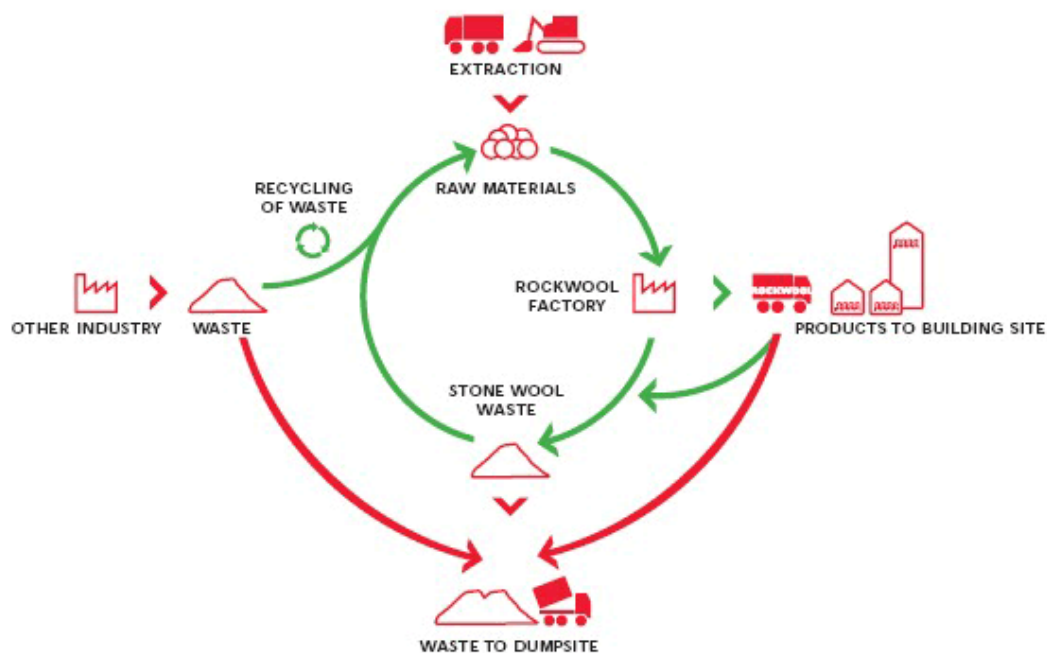 EXTRACTION
RAW MATERIALS
RECYCLING
OF WASTE
ROCKWOOL
FACTORY
ROCKWOOL
OTHER INDUSTRY
WASTE
PRODUCTS TO BUILDING SITE
STONE WOOL
WASTE
WASTE TO DUMPSITE